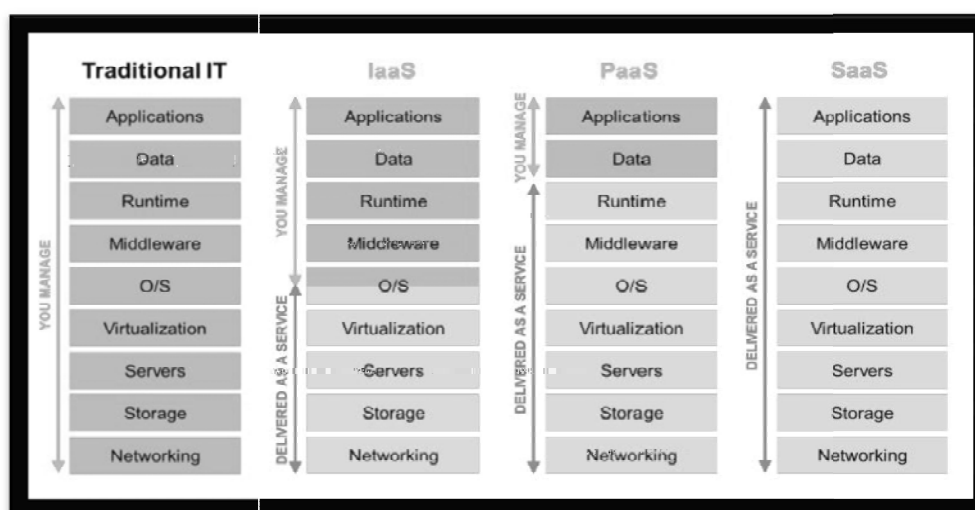 Traditional IT IaaS PaaS SaaS
YOU MANAGE
Applications
Data
Runtime
Middleware
O/S
Virtualization
Servers
Storage
Networking
YOU MANAGE
DELIVERED AS A SERVICE
Applications
Data
Runtime
Middleware
O/S
Virtualization
Servers
Storage
Networking
YOU MANAGE
DELIVERED AS A SERVICE
Applications
Data
Runtime
Middleware
O/S
Virtualization
Servers
Storage
Networking
DELIVERED AS A SERVICE
Applications
Data
Runtime
Middleware
O/S
Virtualization
Servers
Storage
Networking